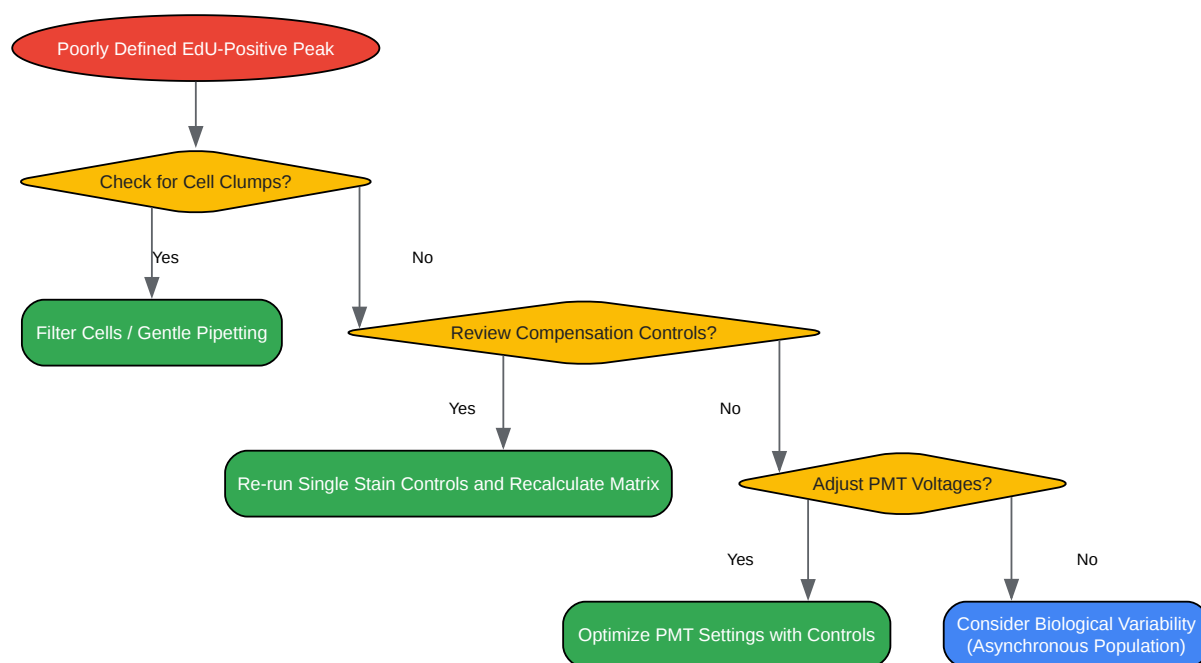 Poorly Defined EdU-Positive Peak
Check for Cell Clumps?
Yes
No
Filter Cells / Gentle Pipetting
Review Compensation Controls?
Yes
No
Re-run Single Stain Controls and Recalculate Matrix
Adjust PMT Voltages?
Yes
No
Optimize PMT Settings with Controls
Consider Biological Variability
(Asynchronous Population)